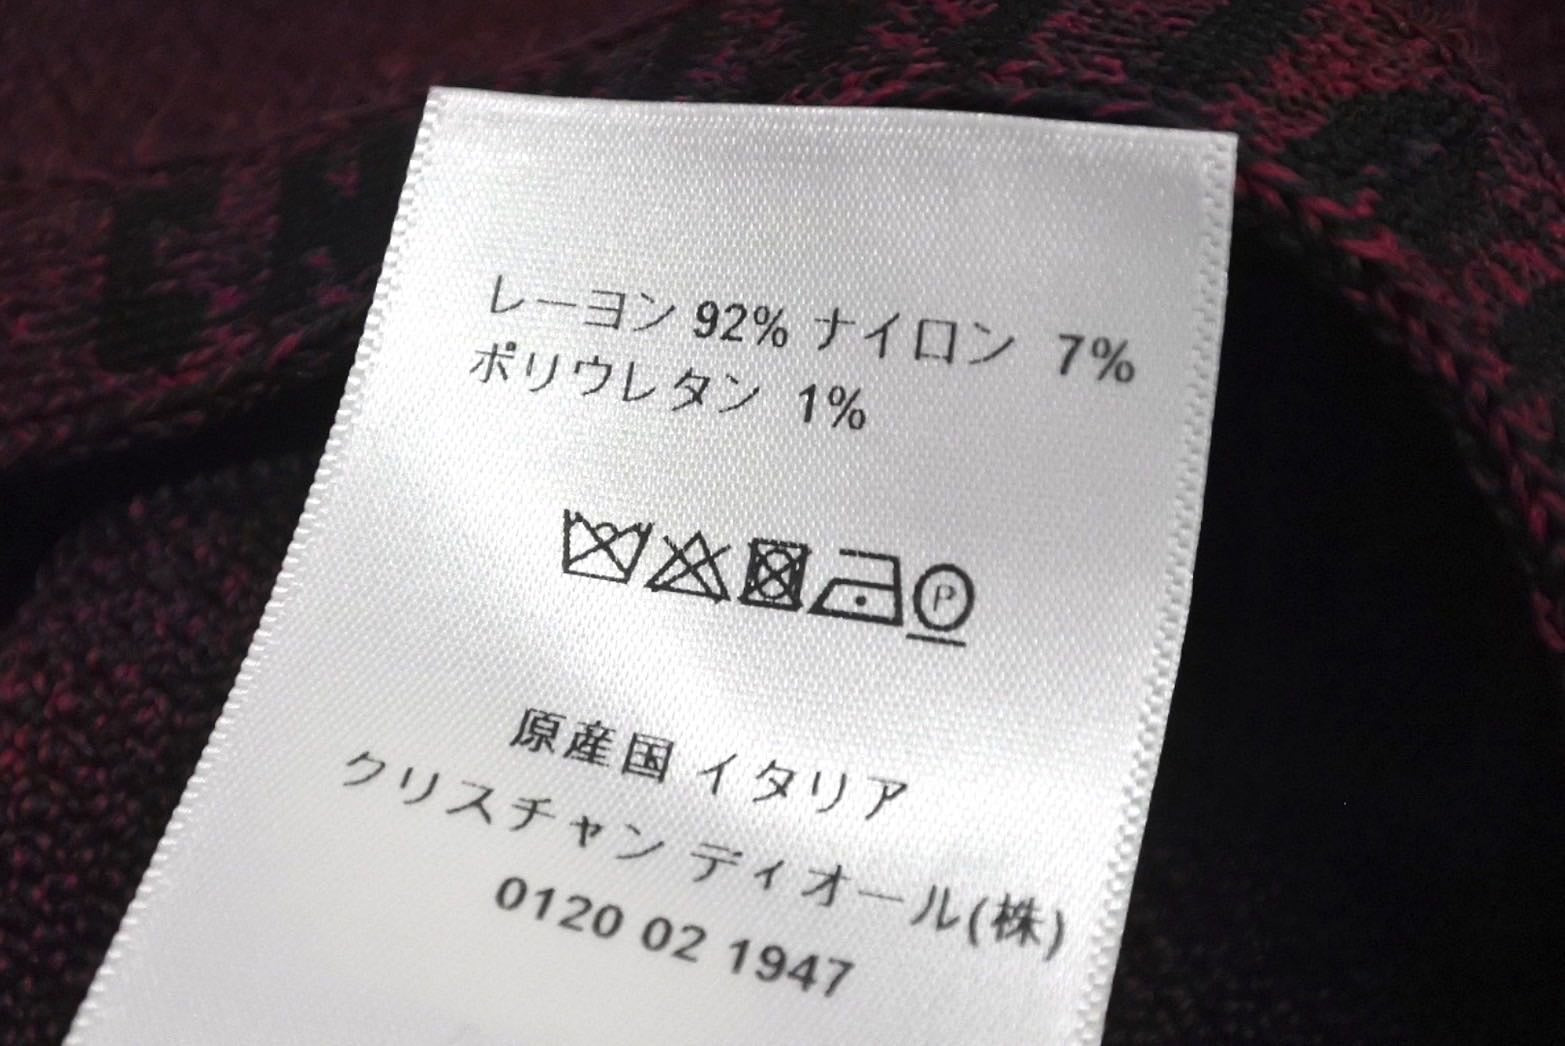 レーヨン 92% ナイロン 7%
ポリウレタン 1%
P
原産国 イタリア
クリスチャン ディオール(株)
0120 02 1947